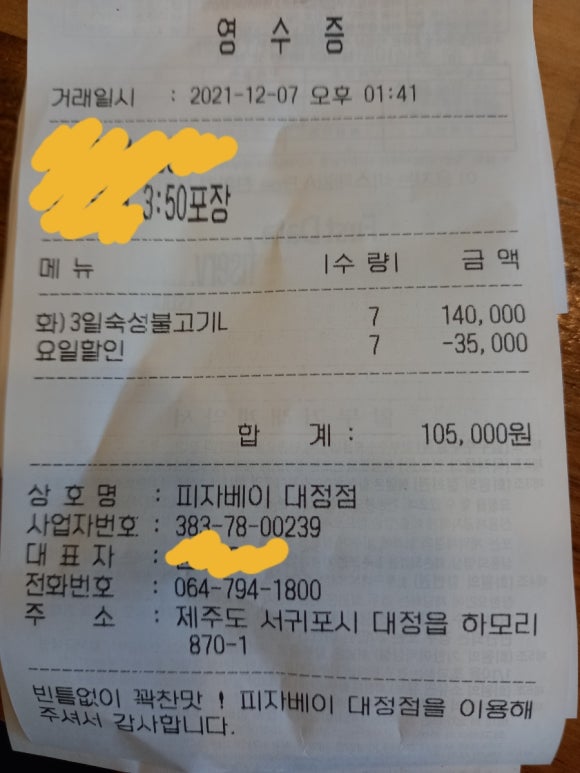 영 수 증
거래일시 : 2021-12-07 오후 01:41
3:50포장
메 뉴 |수 량| 금 액
화)3일숙성불고기L 7 140,000
요일할인 7 -35,000
합 계 : 105,000원
상 호 명 : 피자베이 대정점
사업자번호 : 383-78-00239
대 표 자 :
전화번호 : 064-794-1800
주 소 : 제주도 서귀포시 대정읍 하모리
870-1
빈틈없이 꽉찬맛 ! 피자베이 대정점을 이용해
주셔서 감사합니다.